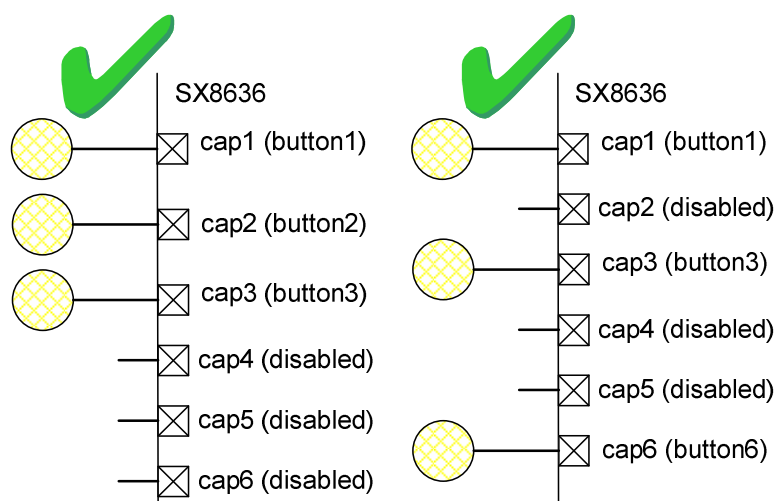 SX8636
cap1 (button1)
cap2 (button2)
cap3 (button3)
cap4 (disabled)
cap5 (disabled)
cap6 (disabled)
SX8636
cap1 (button1)
cap2 (disabled)
cap3 (button3)
cap4 (disabled)
cap5 (disabled)
cap6 (button6)